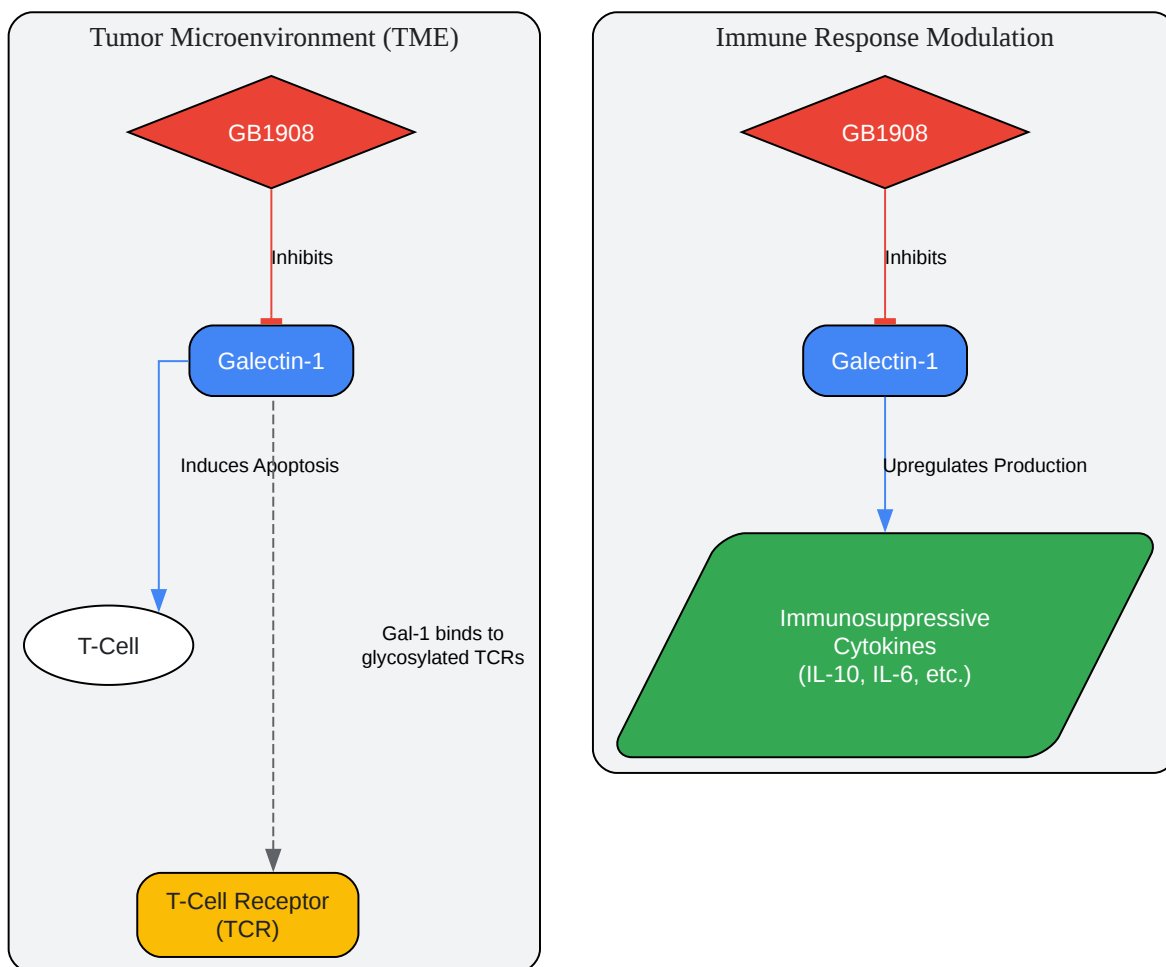 Tumor Microenvironment (TME)
GB1908
Inhibits
Galectin-1
Induces Apoptosis
T-Cell
Gal-1 binds to
glycosylated TCRs
T-Cell Receptor
(TCR)
Immune Response Modulation
GB1908
Inhibits
Galectin-1
Upregulates Production
Immunosuppressive
Cytokines
(IL-10, IL-6, etc.)